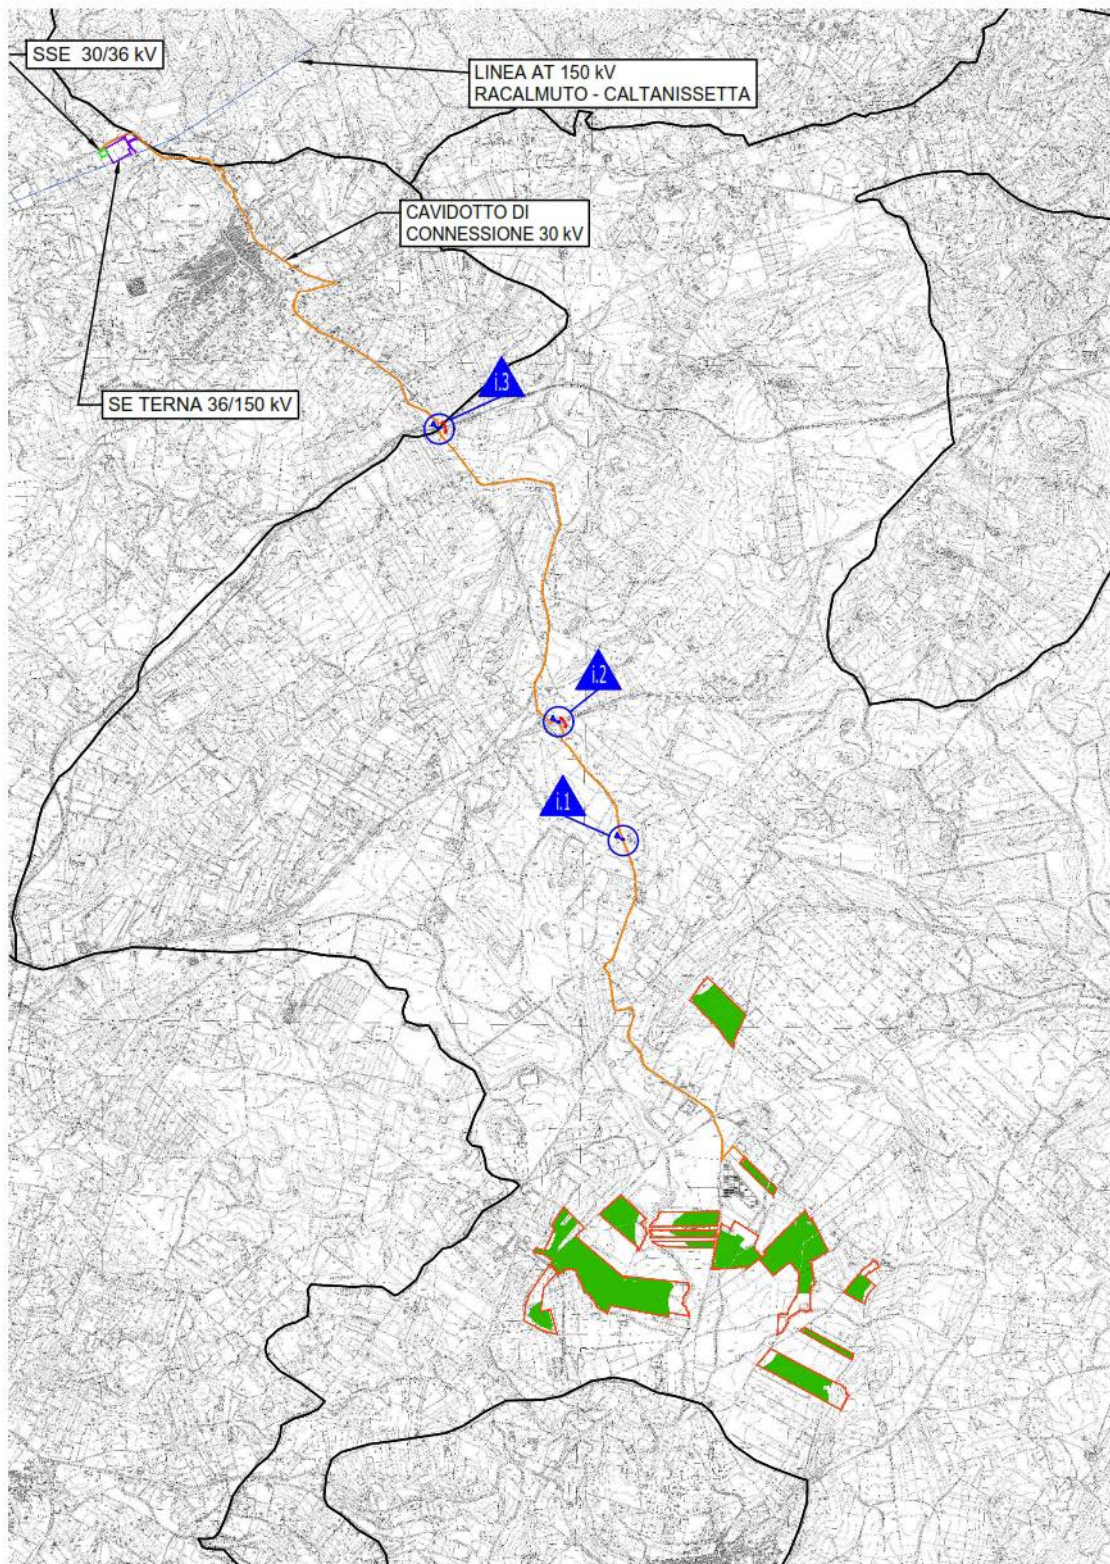 SSE 30/36 kV
LINEA AT 150 kV
RACALMUTO - CALTANISSETTA
CAVIDOTTO DI
CONNESSIONE 30 kV
SE TERNA 36/150 kV
i.3
i.2
i.1